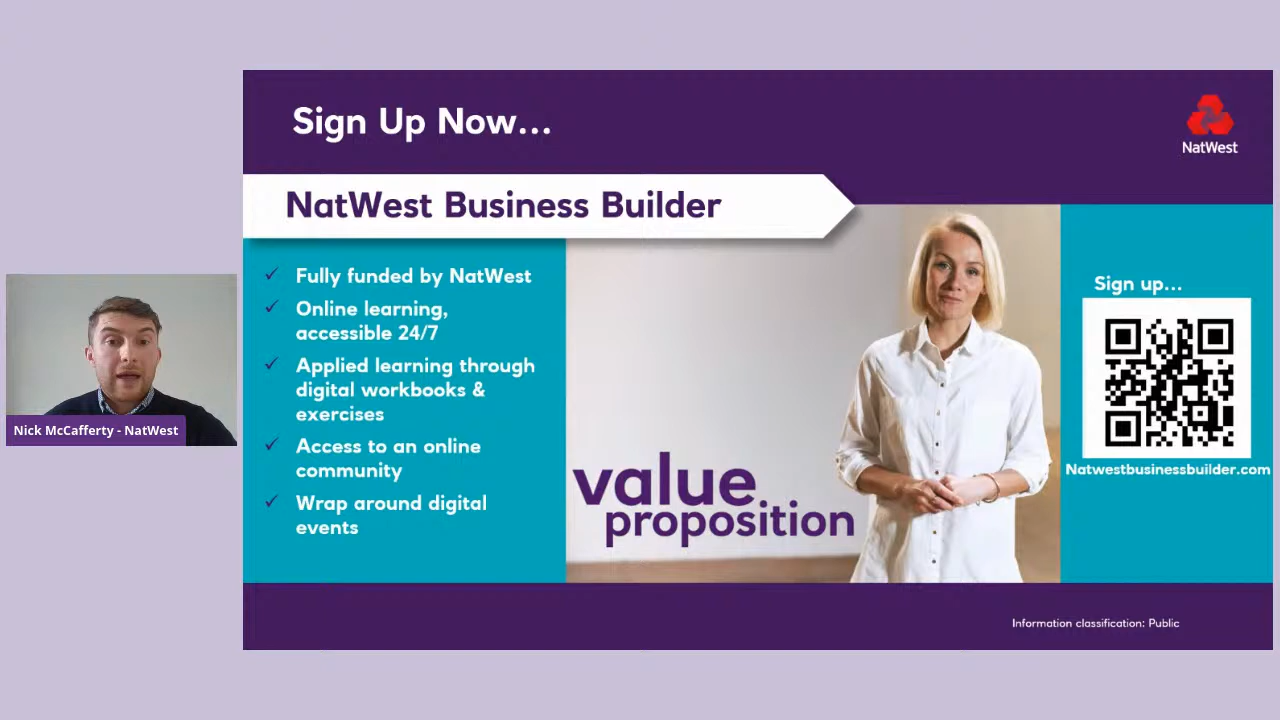 Sign Up Now...
NatWest
NatWest Business Builder
Fully funded by NatWest
Online learning,
accessible 24/7
Applied learning through
digital workbooks &
exercises
Access to an online
community
Wrap around digital
events
value
proposition
Sign up...
Natwestbusinessbuilder.com
Nick McCafferty - NatWest
Information classification: Public